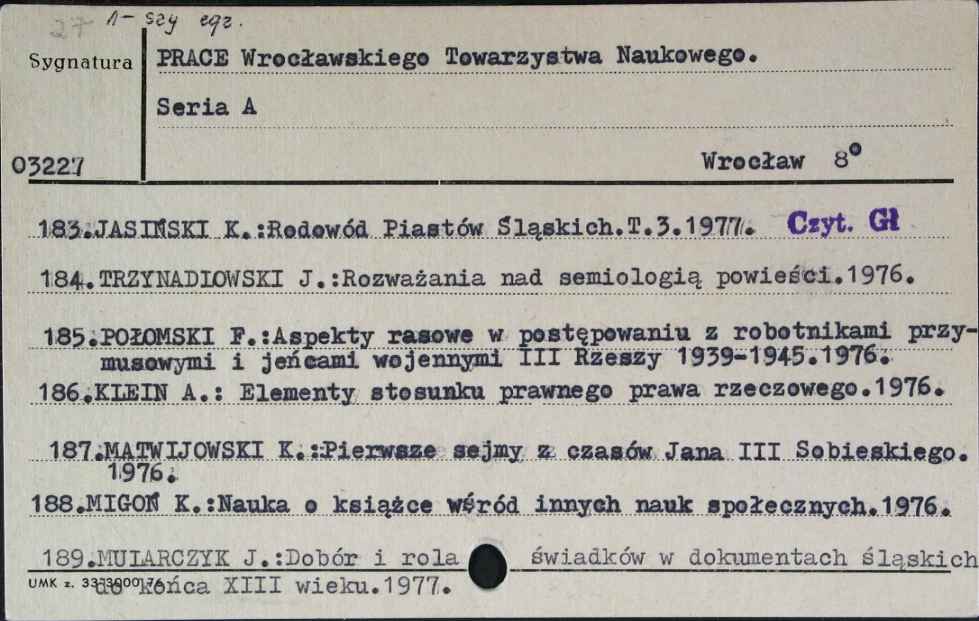 27 1-szy egz.
Sygnatura
PRACE Wrocławskiego Towarzystwa Naukowego.
Seria A
03227
Wrocław 8°
183.JASIŃSKI K.:Rodowód Piastów Śląskich.T.3.1977. Czyt. Gł
184.TRZYNADLOWSKI J.:Rozważania nad semiologią powieści.1976.
185.POŁOMSKI F.:Aspekty rasowe w postępowaniu z robotnikami przy-
musowymi i jeńcami wojennymi III Rzeszy 1939-1945.1976.
186.KLEIN A.: Elementy stosunku prawnego prawa rzeczowego.1976.
187.MATWIJOWSKI K.:Pierwsze sejmy z czasów Jana III Sobieskiego.
1976.
188.MIGOŃ K.:Nauka o książce wśród innych nauk społecznych.1976.
189.MULARCZYK J.:Dobór i rola świadków w dokumentach śląskich
do końca XIII wieku.1977.
UMK z.